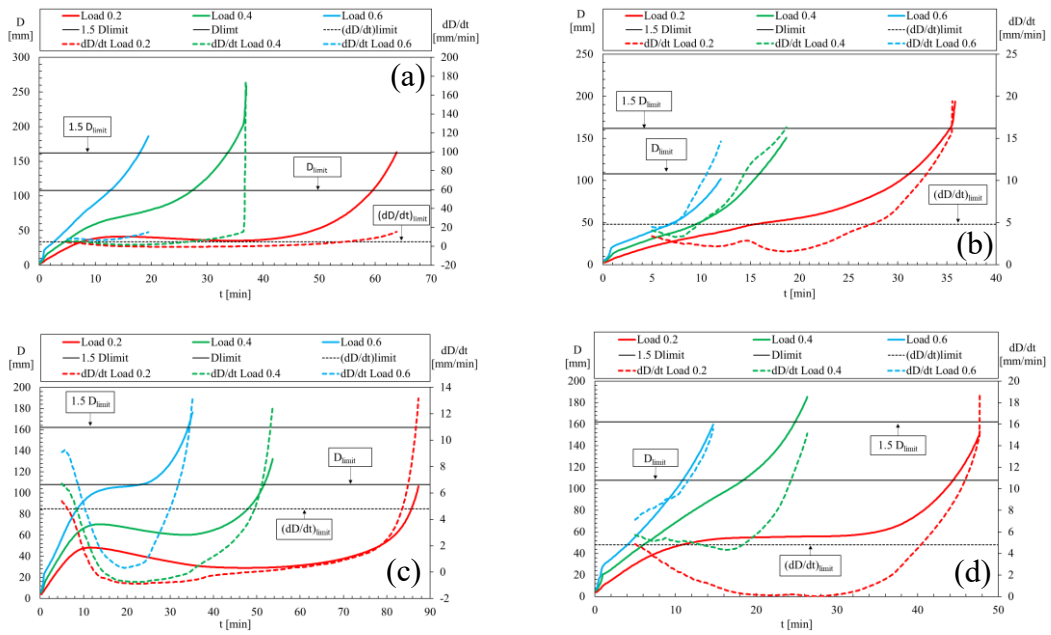 D
[mm]
Load 0.2 Load 0.4 Load 0.6
1.5 Dlimit Dlimt (dD/dt)limit
dD/dt Load 0.2 dD/dt Load 0.4 dD/dt Load 0.6
dD/dt
[mm/min]
(a)
300 200
250 180
200 160
150 140
100 120
50 100
0 80
60
40
20
0
-20
1.5 Dlimit
Dlimit
(dD/dt)limit
0 10 20 30 40 50 60 70
t [min]
D
[mm]
Load 0.2 Load 0.4 Load 0.6
1.5 Dlimit Dlimit (dD/dt)limit
dD/dt Load 0.2 dD/dt Load 0.4 dD/dt Load 0.6
dD/dt
[mm/min]
(b)
250 25
200 20
150 15
100 10
50 5
0 0
1.5 Dlimit
Dlimit
(dD/dt)limit
0 5 10 15 20 25 30 35 40
t [min]
D
[mm]
Load 0.2 Load 0.4 Load 0.6
1.5 Dlimit Dlimit (dD/dt)limit
dD/dt Load 0.2 dD/dt Load 0.4 dD/dt Load 0.6
dD/dt
[mm/min]
200 14
180 12
160 10
140 8
120 6
100 4
80 2
60 0
40 -2
20
0
1.5 Dlimit
Dlimit
(dD/dt)limit
(c)
0 10 20 30 40 50 60 70 80 90
t [min]
D
[mm]
Load 0.2 Load 0.4 Load 0.6
1.5 Dlimit Dlimit (dD/dt)limit
dD/dt Load 0.2 dD/dt Load 0.4 dD/dt Load 0.6
dD/dt
[mm/min]
200 20
180 18
160 16
140 14
120 12
100 10
80 8
60 6
40 4
20 2
0 0
1.5 Dlimit
Dlimit
(dD/dt)limit
(d)
0 10 20 30 40 50
t [min]